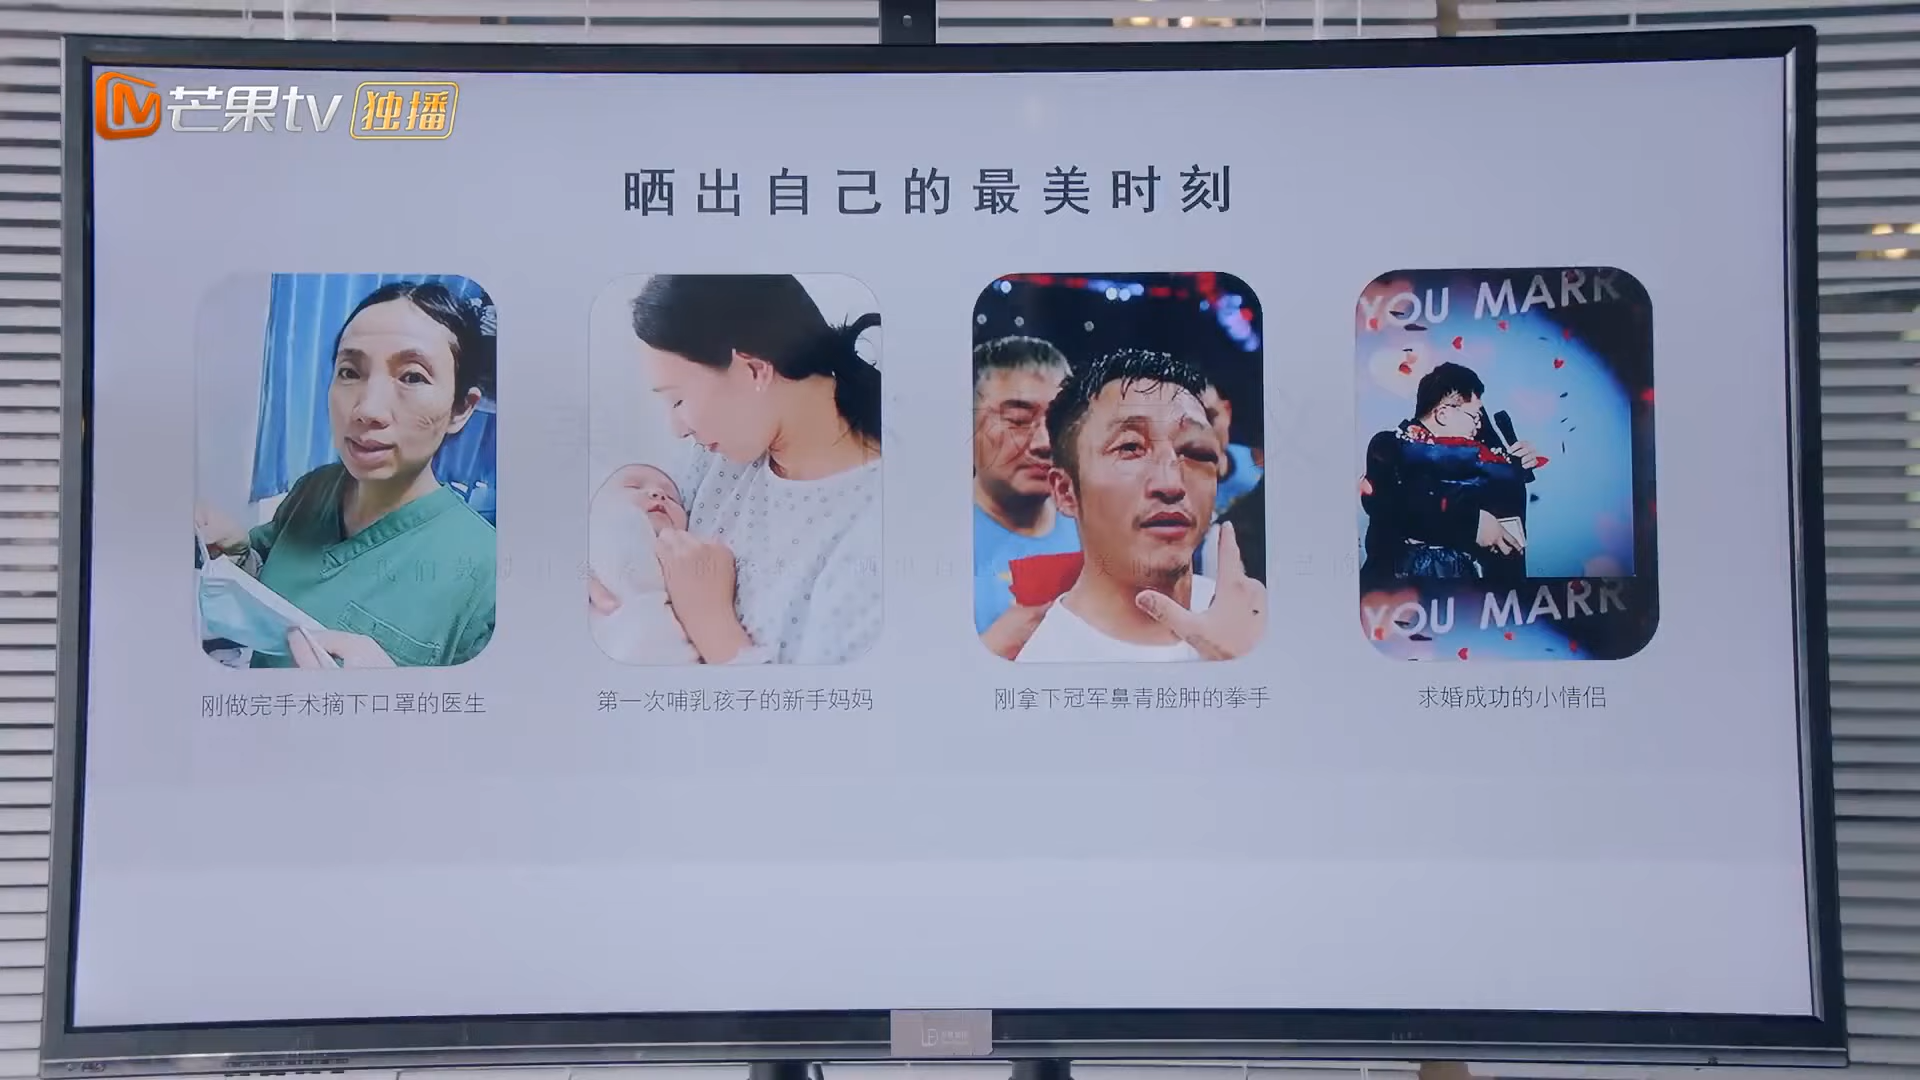 芒果tv 独播
晒出自己的最美时刻
YOU MARR
YOU MARR
刚做完手术摘下口罩的医生
第一次哺乳孩子的新手妈妈
刚拿下冠军鼻青脸肿的拳手
求婚成功的小情侣